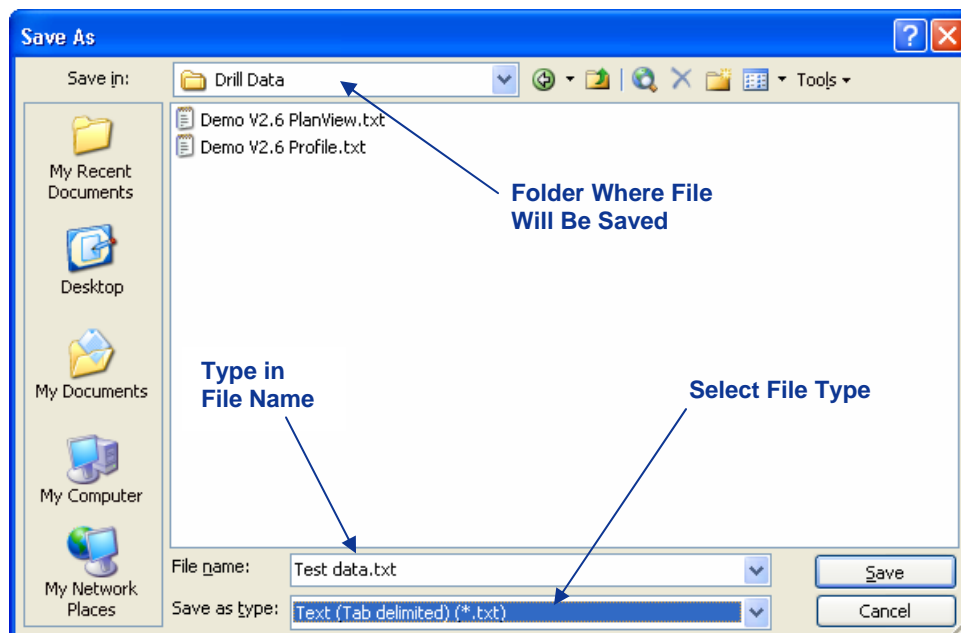 Save As
Save in:
Drill Data
Tools
Demo V2.6 PlanView.txt
Demo V2.6 Profile.txt
My Recent
Documents
Desktop
My Documents
My Computer
My Network
Places
Folder Where File
Will Be Saved
Type in
File Name
Select File Type
File name:
Test data.txt
Save
Save as type:
Text (Tab delimited) (*.txt)
Cancel